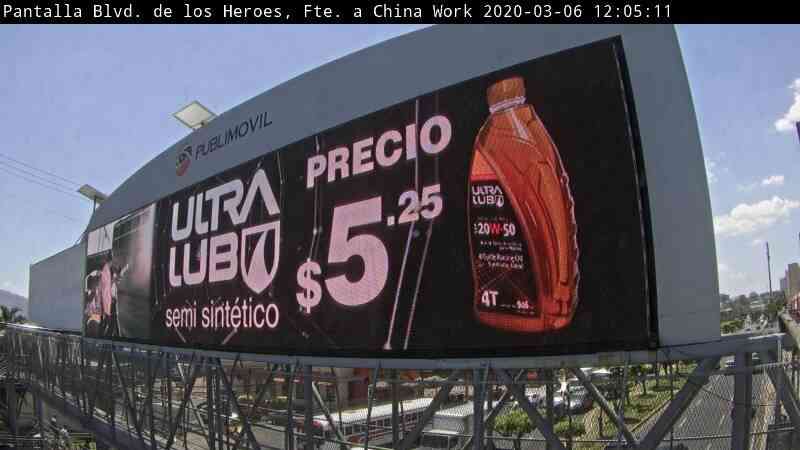 Pantalla Blvd. de los Heroes, Fte. a China Work 2020-03-06 12:05:11
PUBLIMOVIL
ULTRA
LUB
semi sintético
PRECIO
$5.25
ULTRA
LUB
20W-50
4T